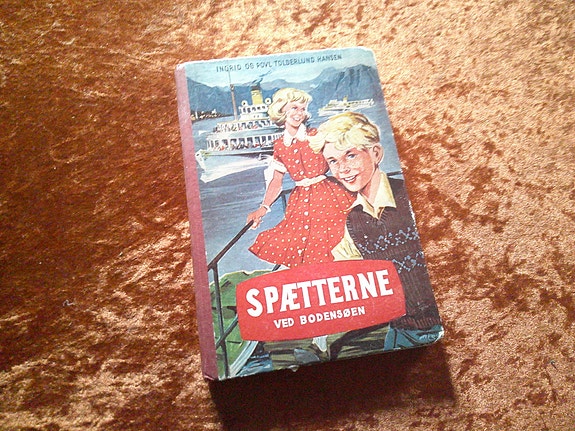 INGRID OG POVL TOLDERLUND HANSEN
SPÆTTERNE
VED BODENSØEN